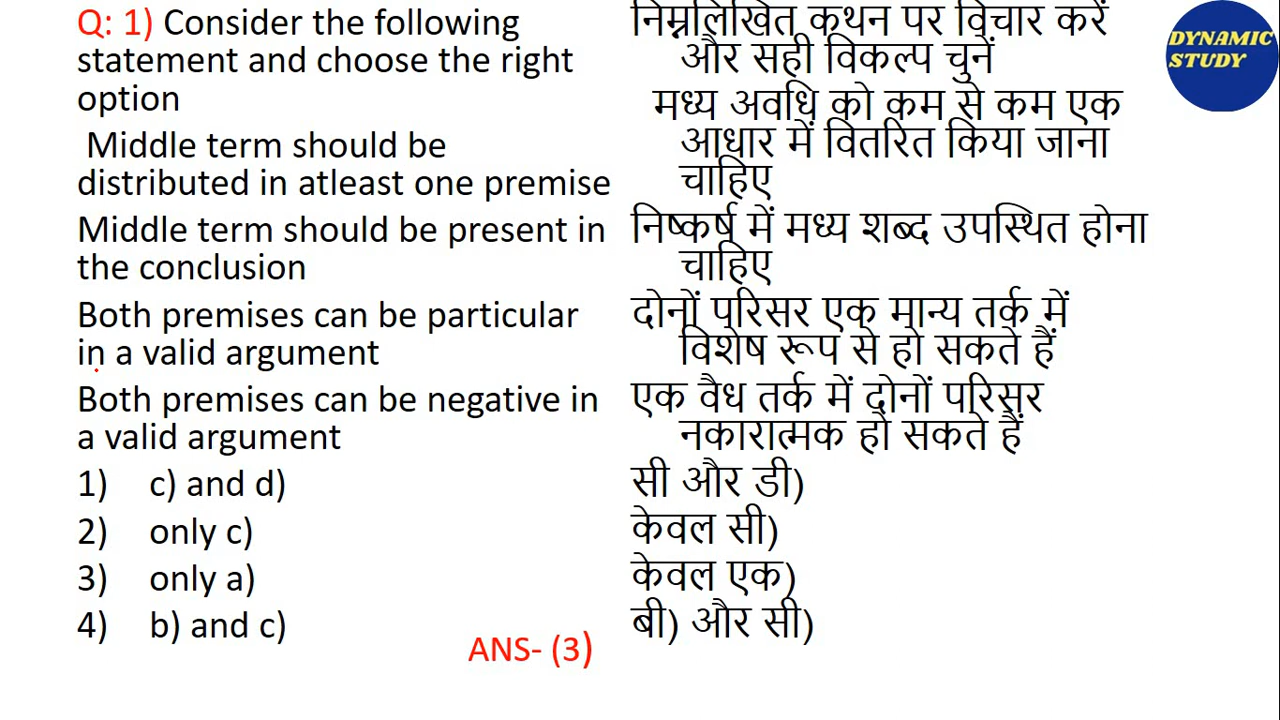 Q: 1) Consider the following
statement and choose the right
option
Middle term should be
distributed in atleast one premise
Middle term should be present in
the conclusion
Both premises can be particular
in a valid argument
Both premises can be negative in
a valid argument
1) c) and d)
2) only c)
3) only a)
4) b) and c)
ANS- (3)
निम्नलिखित कथन पर विचार करें
और सही विकल्प चुनें
मध्य अवधि को कम से कम एक
आधार में वितरित किया जाना
चाहिए
निष्कर्ष में मध्य शब्द उपस्थित होना
चाहिए
दोनों परिसर एक मान्य तर्क में
विशेष रूप से हो सकते हैं
एक वैध तर्क में दोनों परिसर
नकारात्मक हो सकते हैं
सी और डी)
केवल सी)
केवल एक)
बी) और सी)
DYNAMIC
STUDY